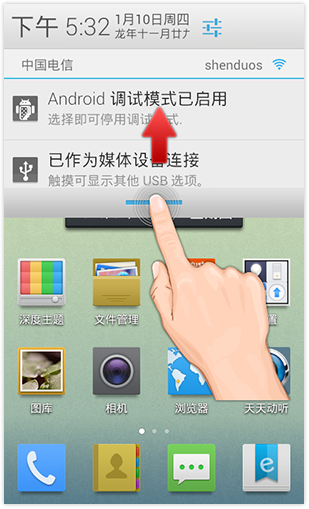 下午 5:32
1月10日周四
龙年十一月廿九
中国电信 shenduos
Android 调试模式已启用
选择即可停用调试模式.
已作为媒体设备连接
触摸可显示其他 USB 选项。
深度主题 文件管理 置
图库 相机 浏览器 天天动听